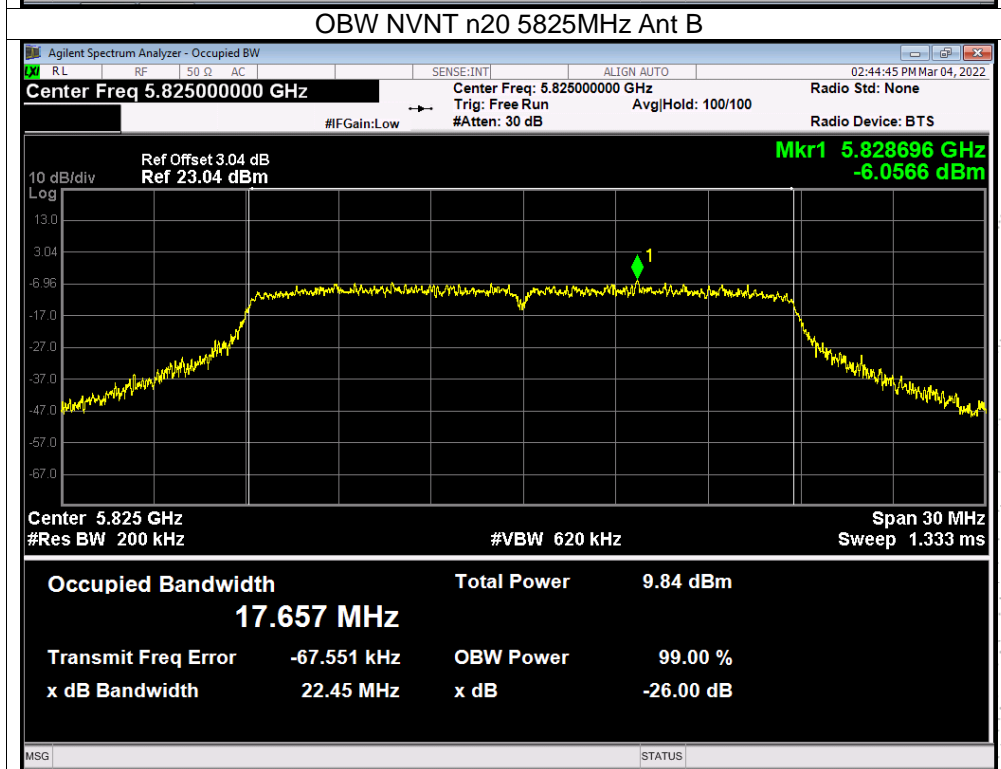 OBW NVNT n20 5825MHz Ant B
Agilent Spectrum Analyzer - Occupied BW
LXI RL RF 50 Ω AC SENSE:INT ALIGN AUTO 02:44:45 PM Mar 04, 2022
Center Freq 5.825000000 GHz Center Freq: 5.825000000 GHz Radio Std: None
Trig: Free Run Avg|Hold: 100/100
#IFGain:Low #Atten: 30 dB Radio Device: BTS
Mkr1 5.828696 GHz
-6.0566 dBm
Ref Offset 3.04 dB
10 dB/div Ref 23.04 dBm
Log
13.0
3.04
1
-6.96
-17.0
-27.0
-37.0
-47.0
-57.0
-67.0
Center 5.825 GHz Span 30 MHz
#Res BW 200 kHz #VBW 620 kHz Sweep 1.333 ms
Occupied Bandwidth Total Power 9.84 dBm
17.657 MHz
Transmit Freq Error -67.551 kHz OBW Power 99.00 %
x dB Bandwidth 22.45 MHz x dB -26.00 dB
MSG STATUS